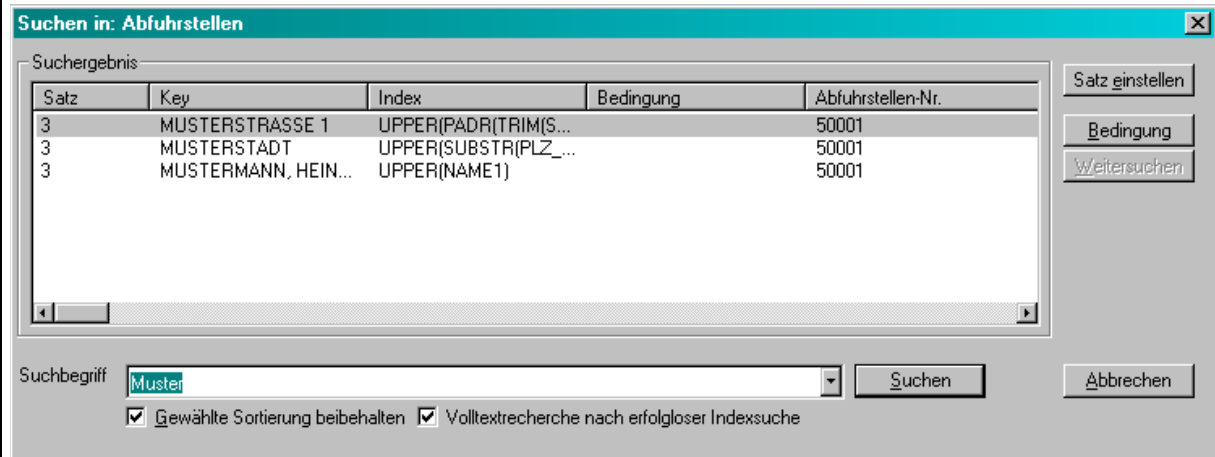 Suchen in: Abfuhrstellen
Suchergebnis
Satz Key Index Bedingung Abfuhrstellen-Nr.
3 MUSTERSTRASSE 1 UPPER(PADR(TRIM(S... 50001
3 MUSTERSTADT UPPER(SUBSTR(PLZ_... 50001
3 MUSTERMANN, HEIN... UPPER(NAME1) 50001
Satz einstellen
Bedingung
Weitersuchen
Suchbegriff Muster Suchen Abbrechen
Gewählte Sortierung beibehalten Volltextrecherche nach erfolgloser Indexsuche